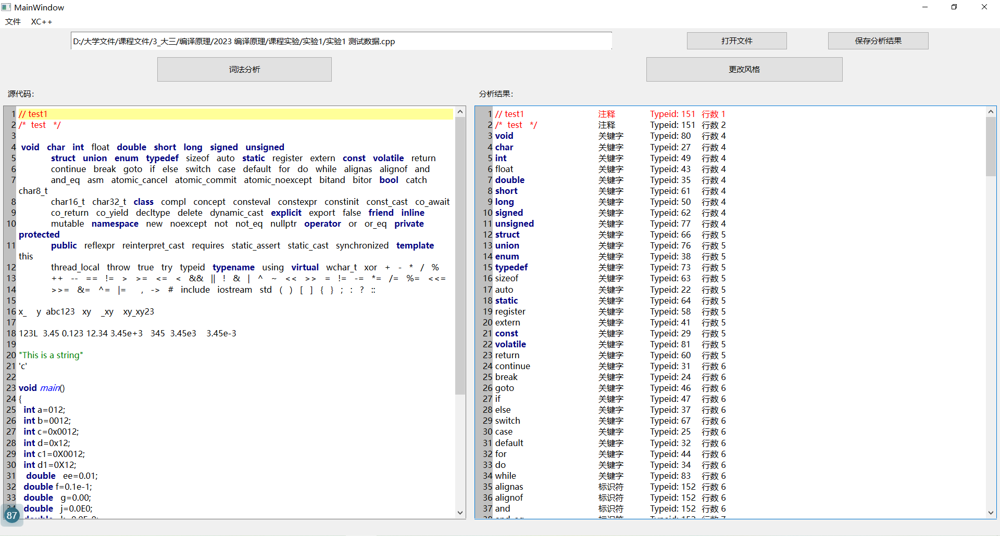 MainWindow
文件 XC++
D:/大学文件/课程文件/3_大三/编译原理/2023 编译原理/课程实验/实验1/实验1 测试数据.cpp
打开文件
保存分析结果
词法分析
更改风格
源代码:
1 // test1
2 /* test */
3
4 void char int float double short long signed unsigned
5 struct union enum typedef sizeof auto static register extern const volatile return
6 continue break goto if else switch case default for do while alignas alignof and
7 and_eq asm atomic_cancel atomic_commit atomic_noexcept bitand bitor bool catch
char8_t
8 char16_t char32_t class compl concept consteval constexpr constinit const_cast co_await
9 co_return co_yield decltype delete dynamic_cast explicit export false friend inline
10 mutable namespace new noexcept not not_eq nullptr operator or or_eq private
protected
11 public reflexpr reinterpret_cast requires static_assert static_cast synchronized template
this
12 thread_local throw true try typeid typename using virtual wchar_t xor + - * / %
13 ++ -- == != > >= <= < && || ! & | ^ ~ << >> = != -= *= /= %= <<=
14 >>= &= ^= |= , -> # include iostream std ( ) [ ] { } ; : ? ::
15
16 x_ y abc123 xy _xy xy_xy23
17
18 123L 3.45 0.123 12.34 3.45e+3 345 3.45e3 3.45e-3
19
20 "This is a string"
21 'c'
22
23 void main()
24 {
25 int a=012;
26 int b=0012;
27 int c=0x0012;
28 int d=0x12;
29 int c1=0X0012;
30 int d1=0X12;
31 double ee=0.01;
32 double f=0.1e-1;
33 double g=0.00;
34 double j=0.0E0;
87
分析结果:
1 // test1 注释 Typeid: 151 行数 1
2 /* test */ 注释 Typeid: 151 行数 2
3 void 关键字 Typeid: 80 行数 4
4 char 关键字 Typeid: 27 行数 4
5 int 关键字 Typeid: 49 行数 4
6 float 关键字 Typeid: 43 行数 4
7 double 关键字 Typeid: 35 行数 4
8 short 关键字 Typeid: 61 行数 4
9 long 关键字 Typeid: 50 行数 4
10 signed 关键字 Typeid: 62 行数 4
11 unsigned 关键字 Typeid: 77 行数 4
12 struct 关键字 Typeid: 66 行数 5
13 union 关键字 Typeid: 76 行数 5
14 enum 关键字 Typeid: 38 行数 5
15 typedef 关键字 Typeid: 73 行数 5
16 sizeof 关键字 Typeid: 63 行数 5
17 auto 关键字 Typeid: 22 行数 5
18 static 关键字 Typeid: 64 行数 5
19 register 关键字 Typeid: 58 行数 5
20 extern 关键字 Typeid: 41 行数 5
21 const 关键字 Typeid: 29 行数 5
22 volatile 关键字 Typeid: 81 行数 5
23 return 关键字 Typeid: 60 行数 5
24 continue 关键字 Typeid: 31 行数 6
25 break 关键字 Typeid: 24 行数 6
26 goto 关键字 Typeid: 46 行数 6
27 if 关键字 Typeid: 47 行数 6
28 else 关键字 Typeid: 37 行数 6
29 switch 关键字 Typeid: 67 行数 6
30 case 关键字 Typeid: 25 行数 6
31 default 关键字 Typeid: 32 行数 6
32 for 关键字 Typeid: 44 行数 6
33 do 关键字 Typeid: 34 行数 6
34 while 关键字 Typeid: 83 行数 6
35 alignas 标识符 Typeid: 152 行数 6
36 alignof 标识符 Typeid: 152 行数 6
37 and 标识符 Typeid: 152 行数 6